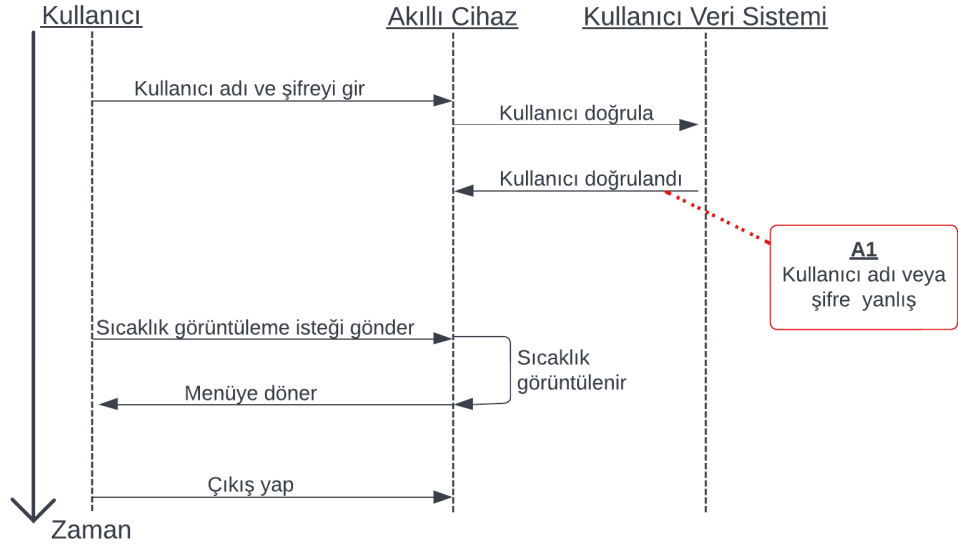 Kullanıcı
Akıllı Cihaz
Kullanıcı Veri Sistemi
Kullanıcı adı ve şifreyi gir
Kullanıcı doğrula
Kullanıcı doğrulandı
A1
Kullanıcı adı veya
şifre yanlış
Sıcaklık görüntüleme isteği gönder
Sıcaklık
görüntülenir
Menüye döner
Çıkış yap
Zaman